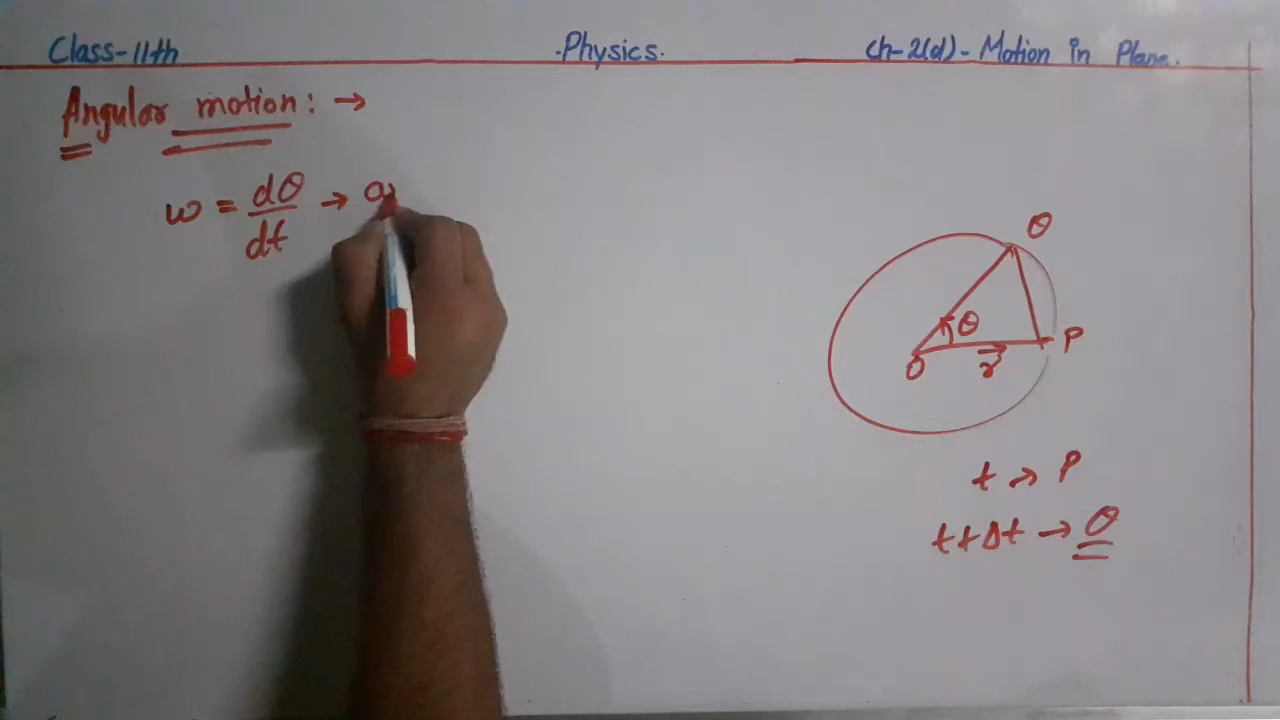 Class-11th Physics. Ch-2(d)- Motion in Plane.
Angular motion: →
ω = dθ/dt →
θ
θ
P
O
r
t → P
t+Δt → θ